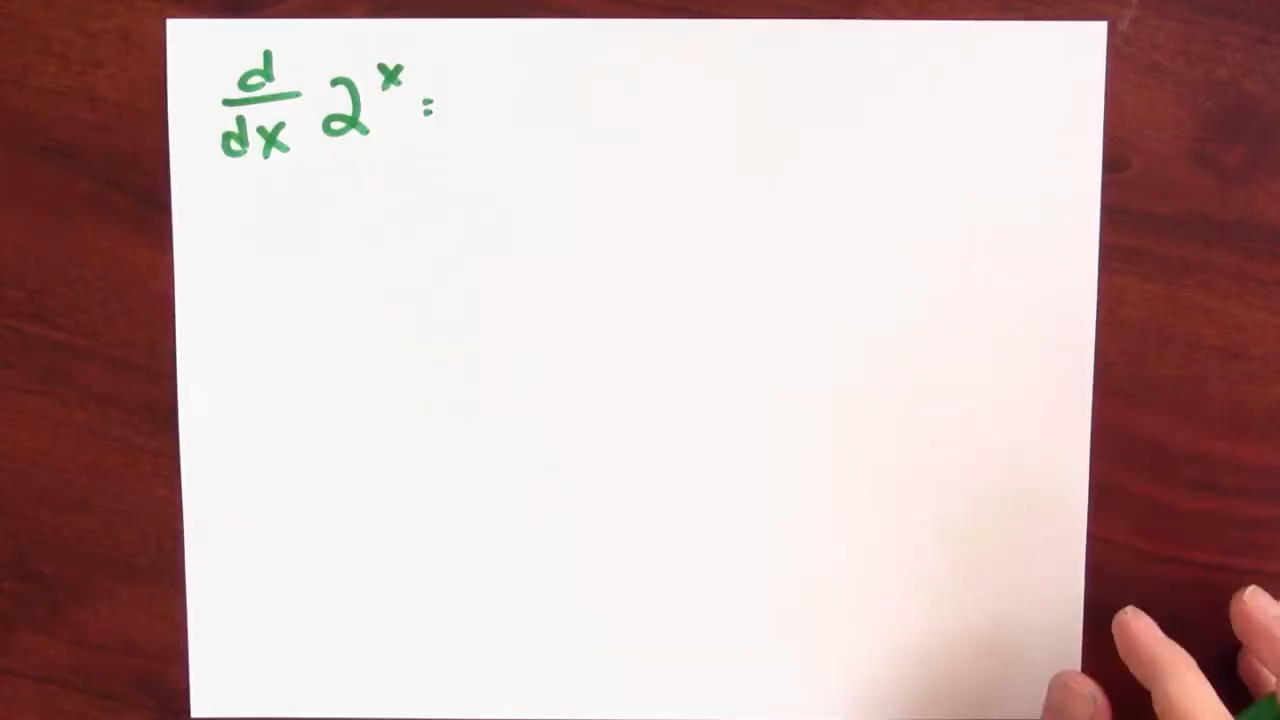 d/dx 2^x =